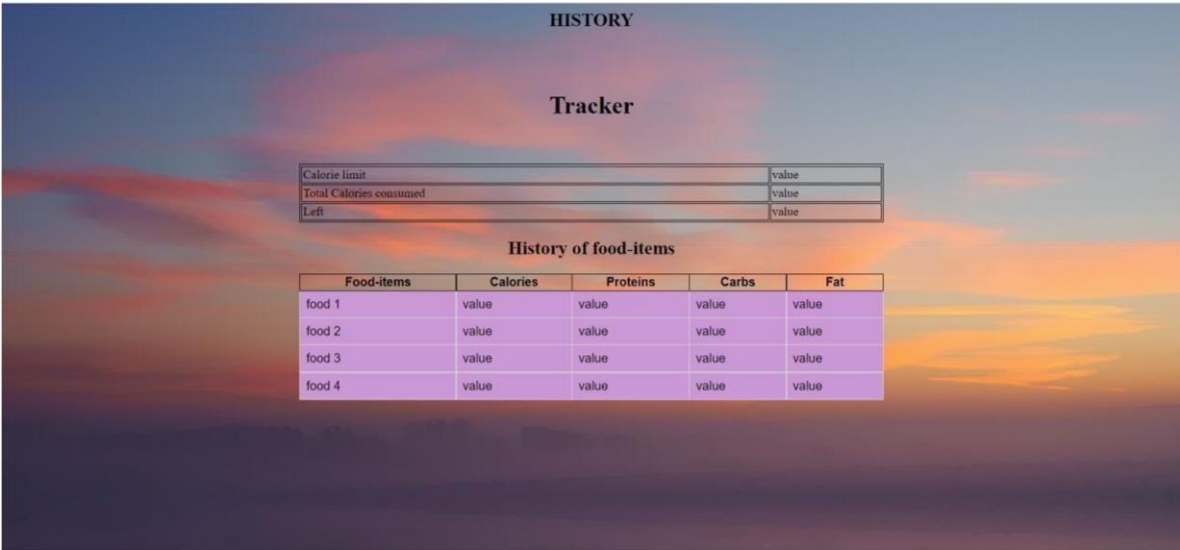 HISTORY
Tracker
Calorie limit value
Total Calories consumed value
Left value
History of food-items
Food-items Calories Proteins Carbs Fat
food 1 value value value value
food 2 value value value value
food 3 value value value value
food 4 value value value value